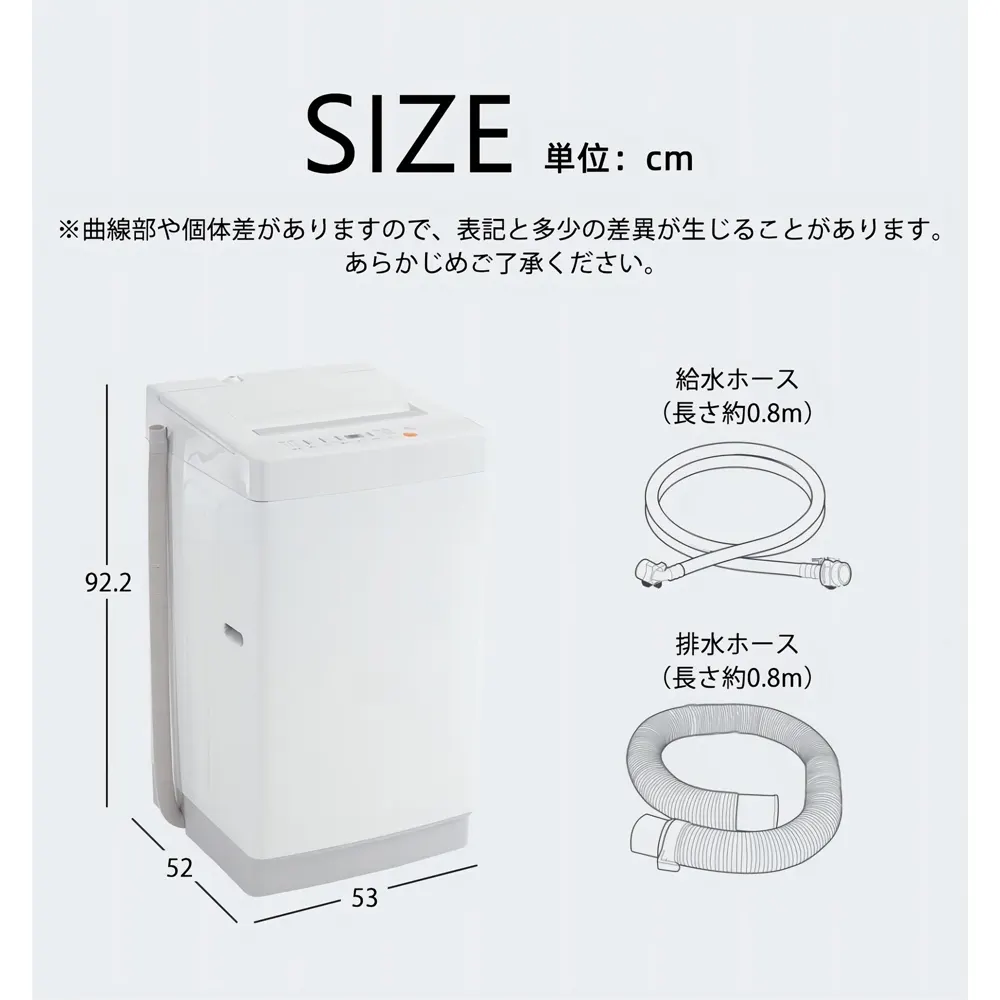 SIZE 単位：cm
※曲線部や個体差がありますので、表記と多少の差異が生じることがあります。
あらかじめご了承ください。
給水ホース
（長さ約0.8m）
92.2
排水ホース
（長さ約0.8m）
52
53